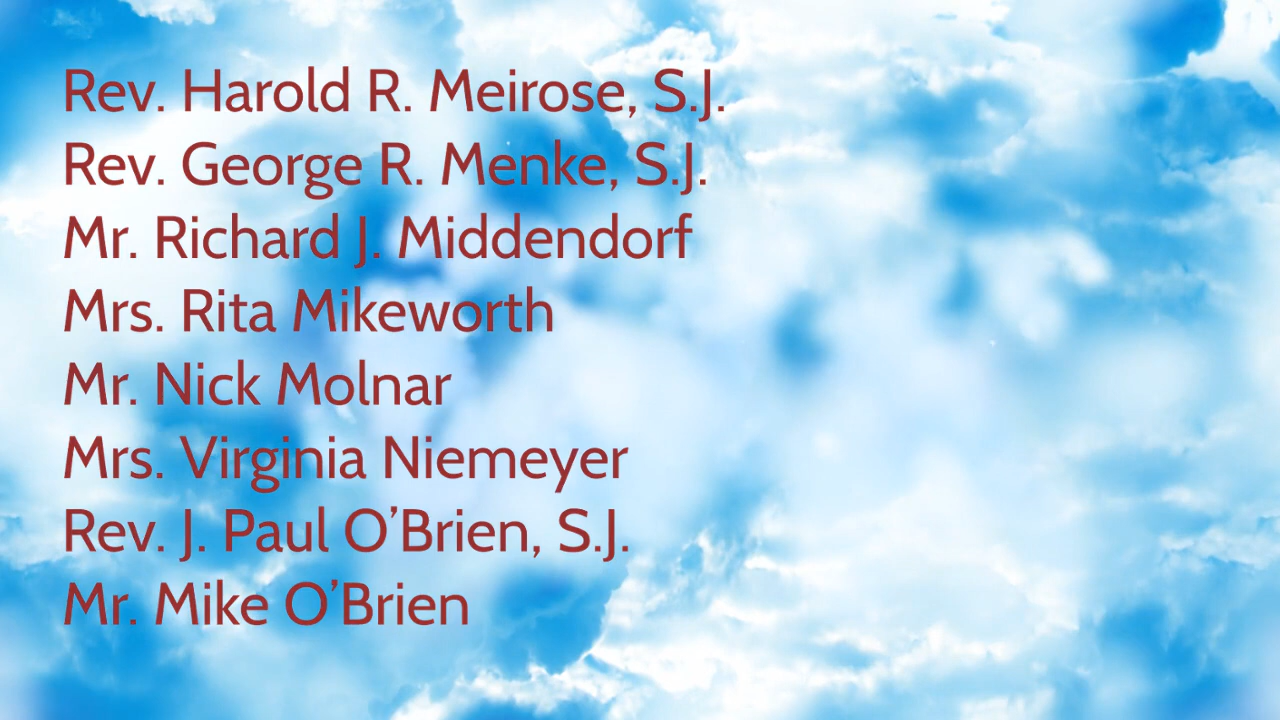 Rev. Harold R. Meirose, S.J.
Rev. George R. Menke, S.J.
Mr. Richard J. Middendorf
Mrs. Rita Mikeworth
Mr. Nick Molnar
Mrs. Virginia Niemeyer
Rev. J. Paul O’Brien, S.J.
Mr. Mike O’Brien